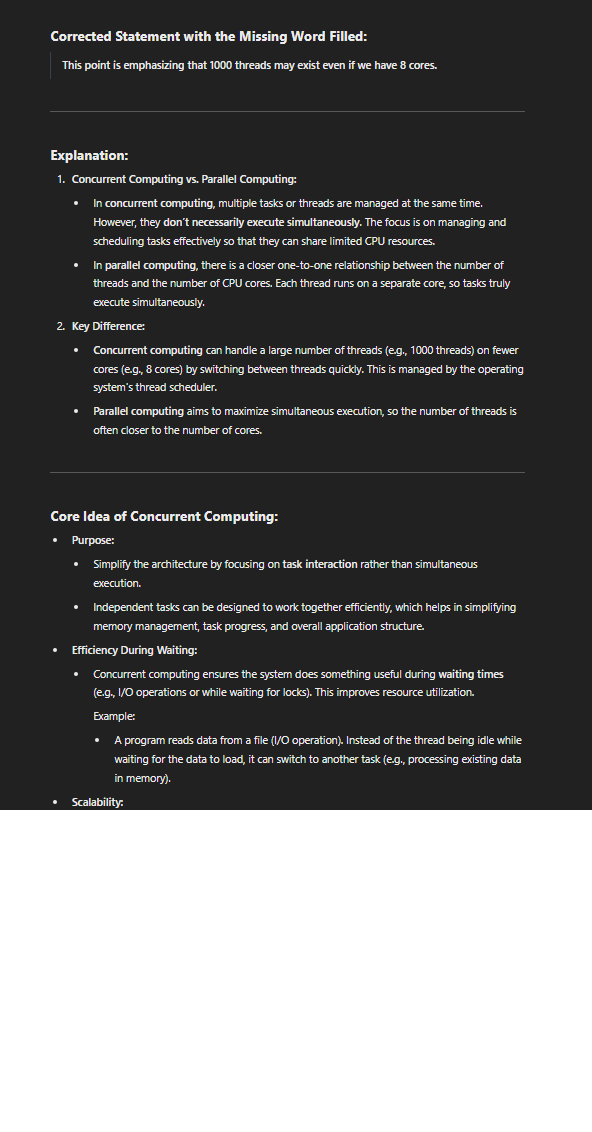 Corrected Statement with the Missing Word Filled:
This point is emphasizing that 1000 threads may exist even if we have 8 cores.
Explanation:
1. Concurrent Computing vs. Parallel Computing:
• In concurrent computing, multiple tasks or threads are managed at the same time.
However, they don't necessarily execute simultaneously. The focus is on managing and
scheduling tasks effectively so that they can share limited CPU resources.
• In parallel computing, there is a closer one-to-one relationship between the number of
threads and the number of CPU cores. Each thread runs on a separate core, so tasks truly
execute simultaneously.
2. Key Difference:
• Concurrent computing can handle a large number of threads (e.g., 1000 threads) on fewer
cores (e.g., 8 cores) by switching between threads quickly. This is managed by the operating
system's thread scheduler.
• Parallel computing aims to maximize simultaneous execution, so the number of threads is
often closer to the number of cores.
Core Idea of Concurrent Computing:
• Purpose:
• Simplify the architecture by focusing on task interaction rather than simultaneous
execution.
• Independent tasks can be designed to work together efficiently, which helps in simplifying
memory management, task progress, and overall application structure.
• Efficiency During Waiting:
• Concurrent computing ensures the system does something useful during waiting times
(e.g., I/O operations or while waiting for locks). This improves resource utilization.
Example:
• A program reads data from a file (I/O operation). Instead of the thread being idle while
waiting for the data to load, it can switch to another task (e.g., processing existing data
in memory).
• Scalability: